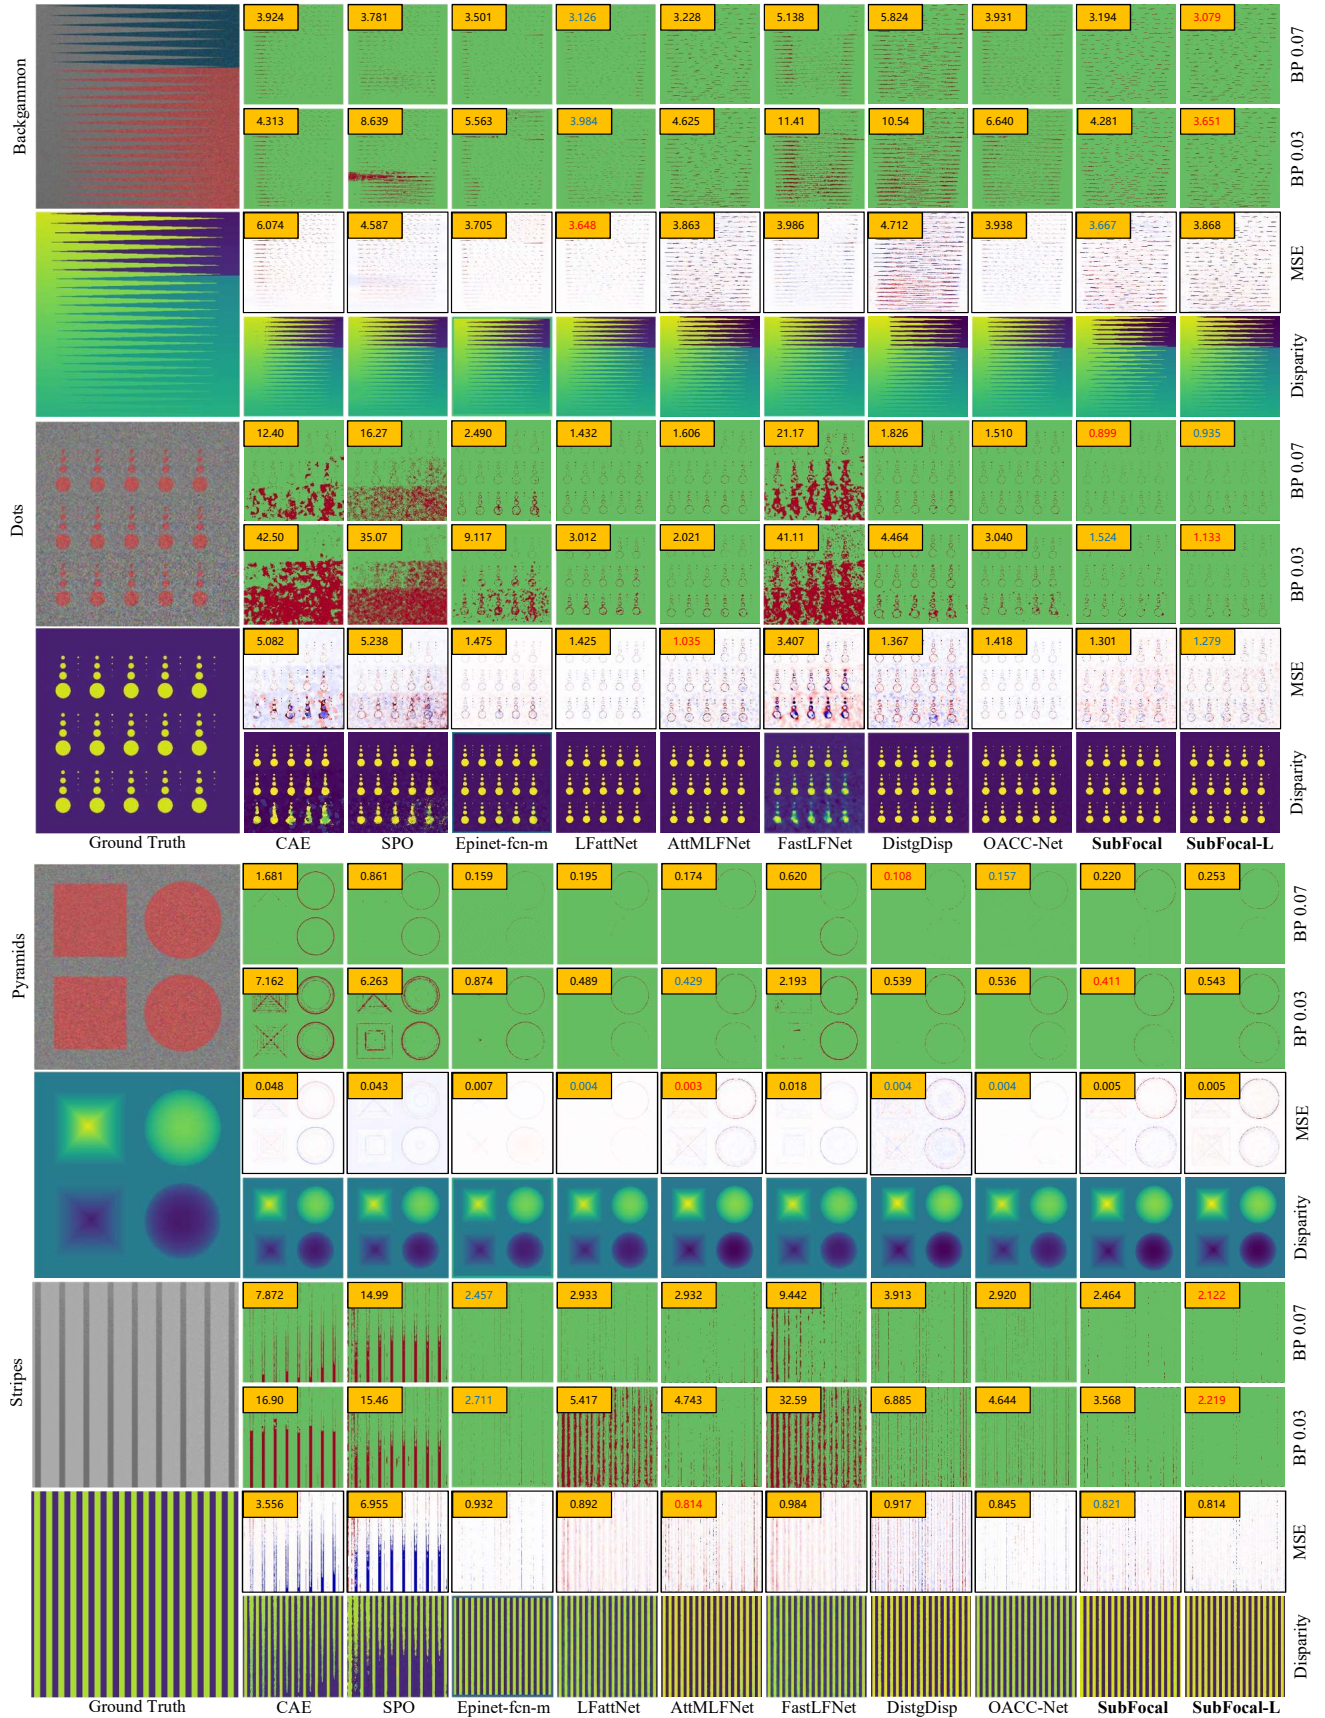 Backgammon
3.924 3.781 3.501 3.126 3.228 5.138 5.824 3.931 3.194 3.079 BP 0.07
4.313 8.639 5.563 3.984 4.625 11.41 10.54 6.640 4.281 3.651 BP 0.03
6.074 4.587 3.705 3.648 3.863 3.986 4.712 3.938 3.667 3.868 MSE
Disparity
Dots
12.40 16.27 2.490 1.432 1.606 21.17 1.826 1.510 0.899 0.935 BP 0.07
42.50 35.07 9.117 3.012 2.021 41.11 4.464 3.040 1.524 1.133 BP 0.03
5.082 5.238 1.475 1.425 1.035 3.407 1.367 1.418 1.301 1.279 MSE
Disparity
Ground Truth CAE SPO Epinet-fcn-m LFattNet AttMLFNet FastLFNet DistgDisp OACC-Net SubFocal SubFocal-L
Pyramids
1.681 0.861 0.159 0.195 0.174 0.620 0.108 0.157 0.220 0.253 BP 0.07
7.162 6.263 0.874 0.489 0.429 2.193 0.539 0.536 0.411 0.543 BP 0.03
0.048 0.043 0.007 0.004 0.003 0.018 0.004 0.004 0.005 0.005 MSE
Disparity
Stripes
7.872 14.99 2.457 2.933 2.932 9.442 3.913 2.920 2.464 2.122 BP 0.07
16.90 15.46 2.711 5.417 4.743 32.59 6.885 4.644 3.568 2.219 BP 0.03
3.556 6.955 0.932 0.892 0.814 0.984 0.917 0.845 0.821 0.814 MSE
Disparity
Ground Truth CAE SPO Epinet-fcn-m LFattNet AttMLFNet FastLFNet DistgDisp OACC-Net SubFocal SubFocal-L